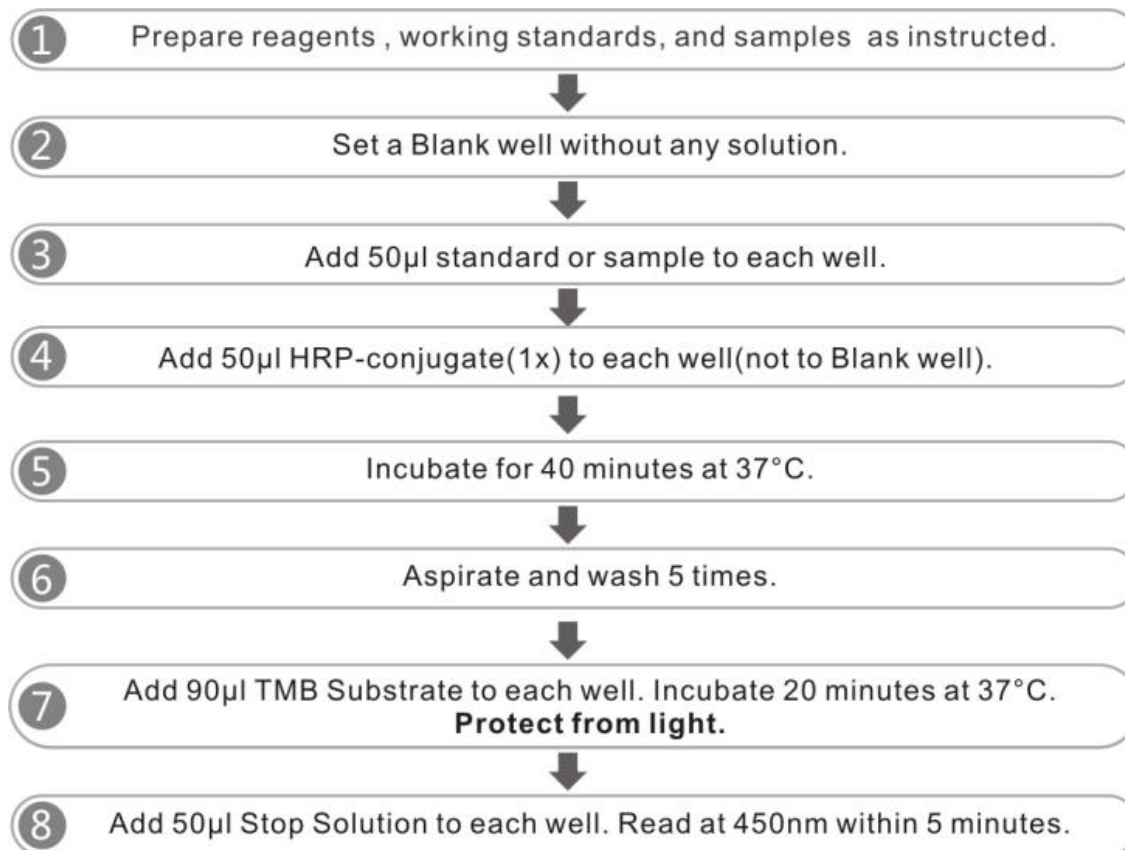 1 Prepare reagents , working standards, and samples as instructed.
2 Set a Blank well without any solution.
3 Add 50μl standard or sample to each well.
4 Add 50μl HRP-conjugate(1x) to each well(not to Blank well).
5 Incubate for 40 minutes at 37°C.
6 Aspirate and wash 5 times.
7 Add 90μl TMB Substrate to each well. Incubate 20 minutes at 37°C.
Protect from light.
8 Add 50μl Stop Solution to each well. Read at 450nm within 5 minutes.